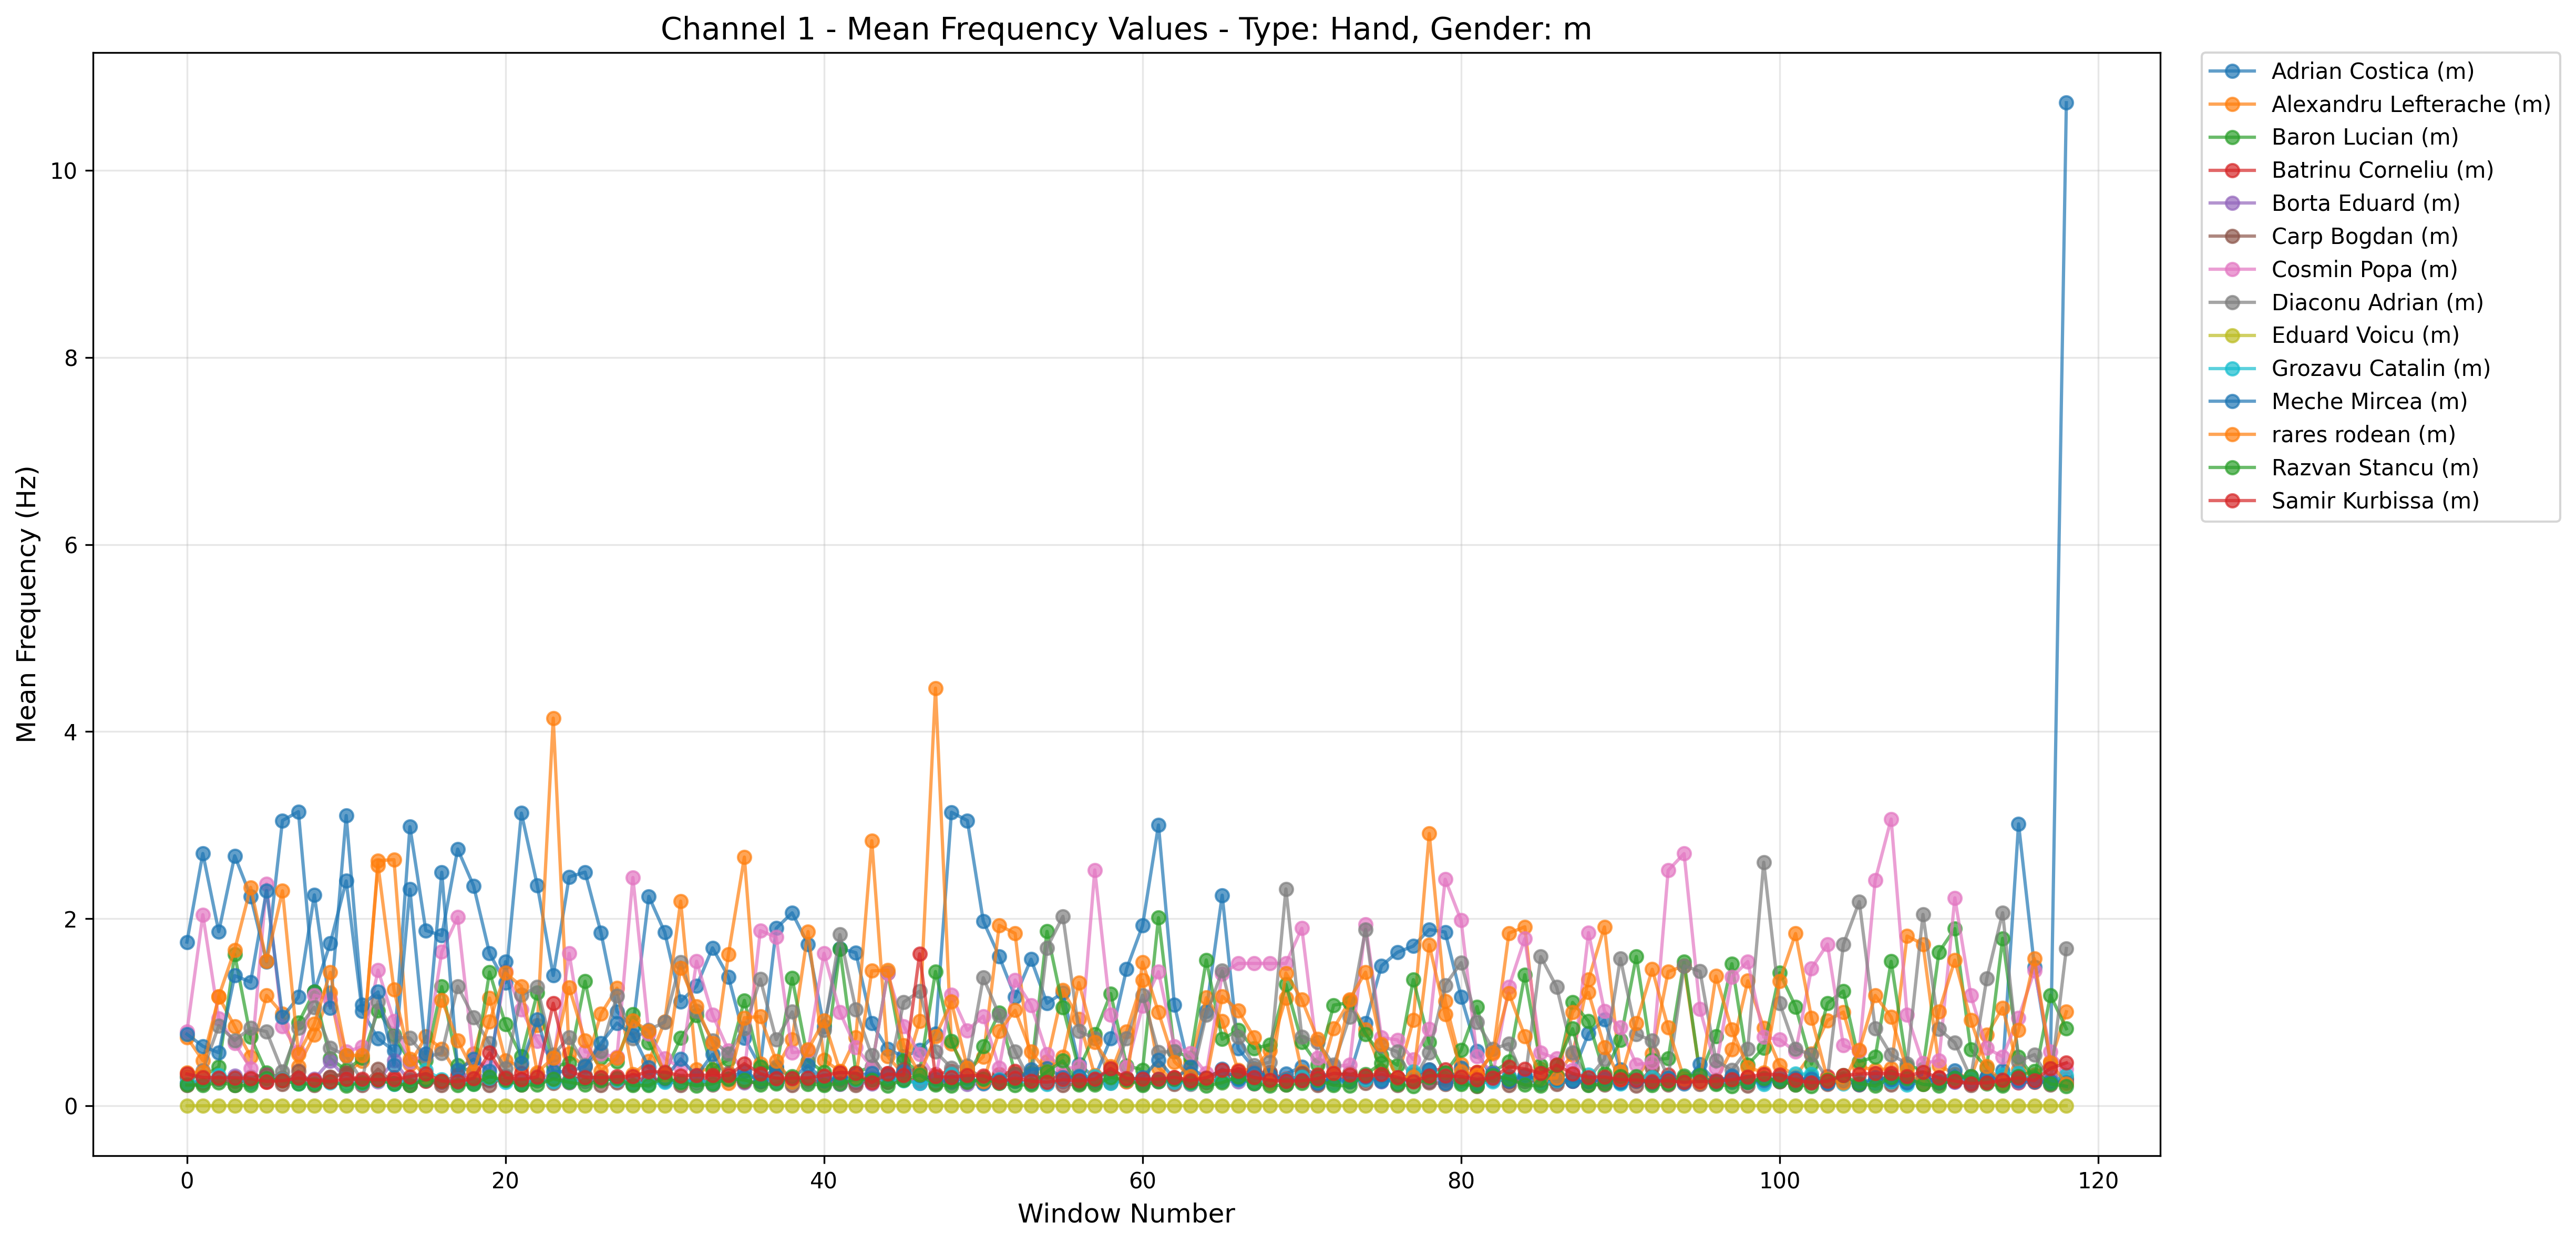 Channel 1 - Mean Frequency Values - Type: Hand, Gender: m
Mean Frequency (Hz)
10
8
6
4
2
0
0 20 40 60 80 100 120
Window Number
Adrian Costica (m)
Alexandru Lefterache (m)
Baron Lucian (m)
Batrinu Corneliu (m)
Borta Eduard (m)
Carp Bogdan (m)
Cosmin Popa (m)
Diaconu Adrian (m)
Eduard Voicu (m)
Grozavu Catalin (m)
Meche Mircea (m)
rares rodean (m)
Razvan Stancu (m)
Samir Kurbissa (m)